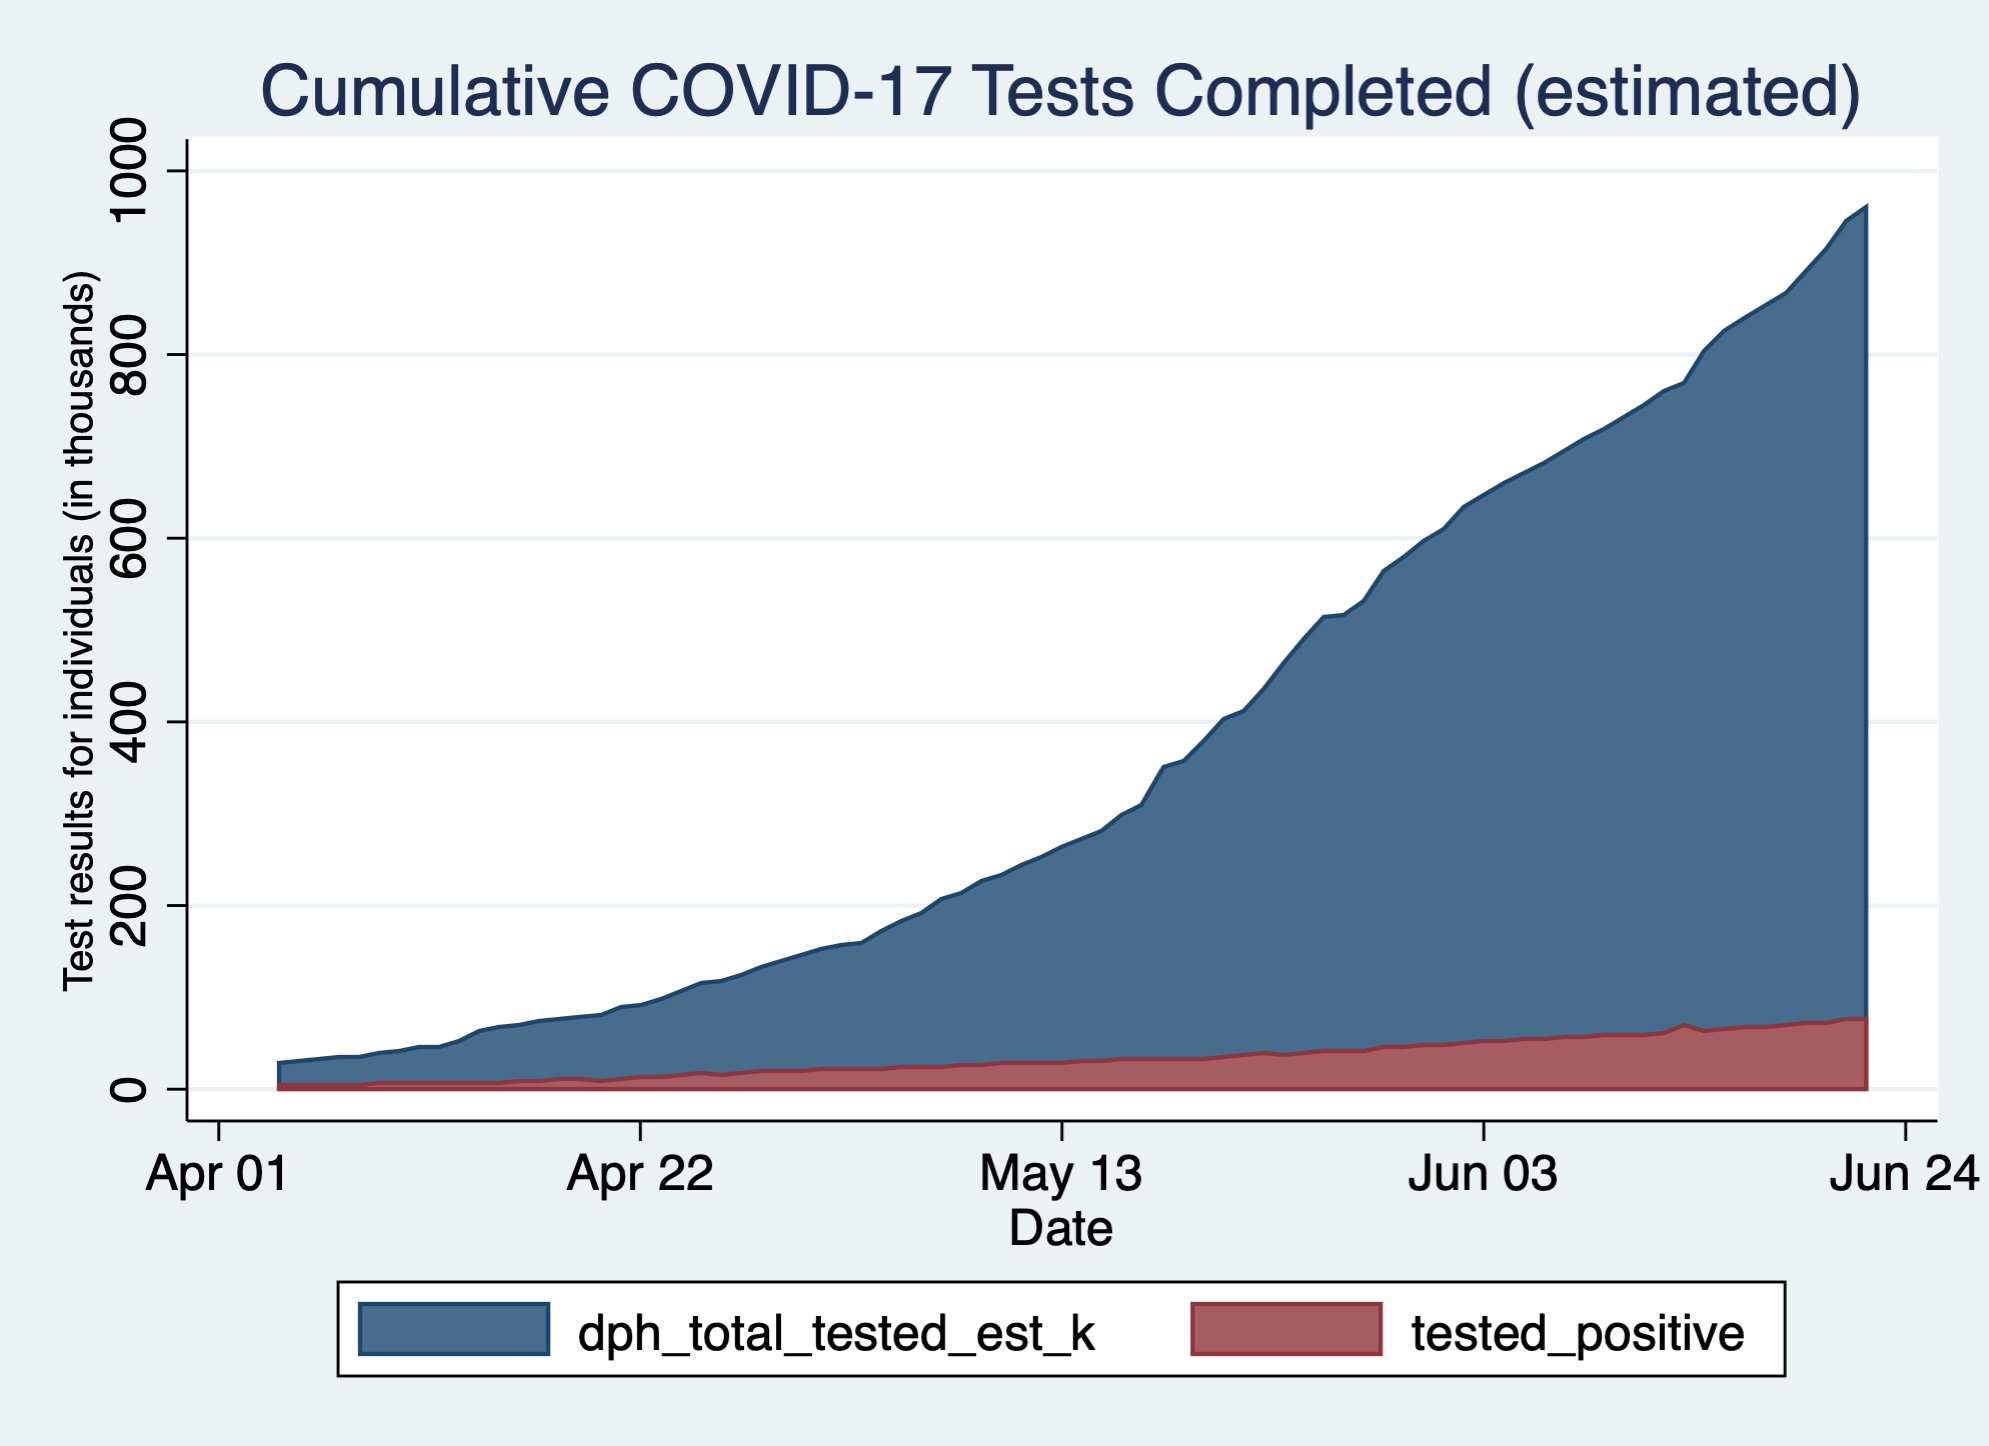 Cumulative COVID-17 Tests Completed (estimated)
Test results for individuals (in thousands)
1000
800
600
400
200
0
Apr 01 Apr 22 May 13 Jun 03 Jun 24
Date
dph_total_tested_est_k tested_positive